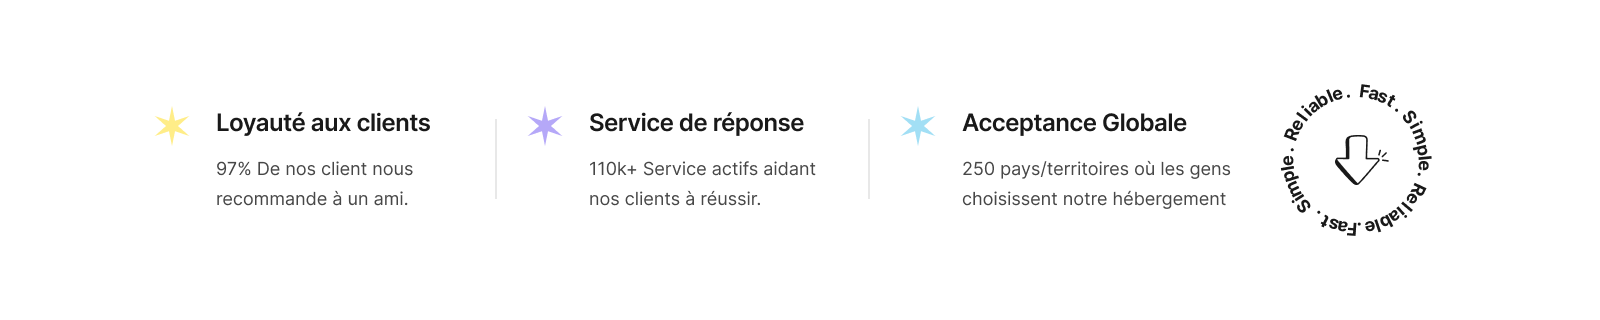 Loyauté aux clients
97% De nos client nous
recommande à un ami.
Service de réponse
110k+ Service actifs aidant
nos clients à réussir.
Acceptance Globale
250 pays/territoires où les gens
choisissent notre hébergement
Fast. Simple. Reliable. Fast. Simple. Reliable.